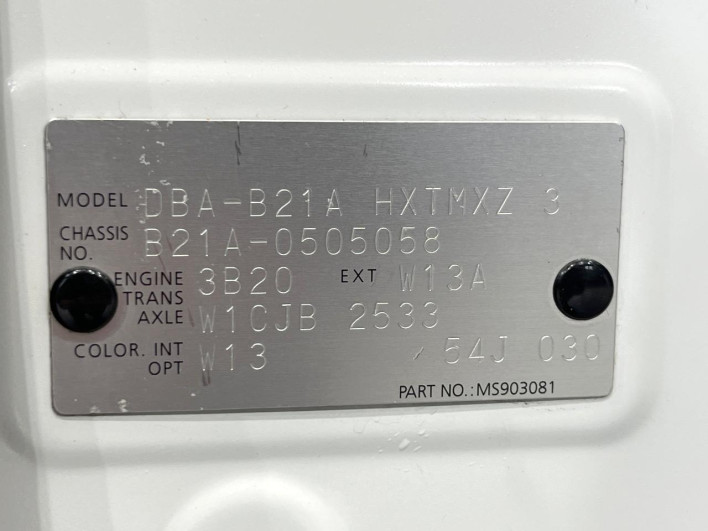 MODEL DBA-B21A HXTMXZ 3
CHASSIS NO. B21A-0505058
ENGINE 3B20 EXT W13A
TRANS AXLE W1CJB 2533
COLOR. INT OPT W13 / 54J 030
PART NO.: MS903081